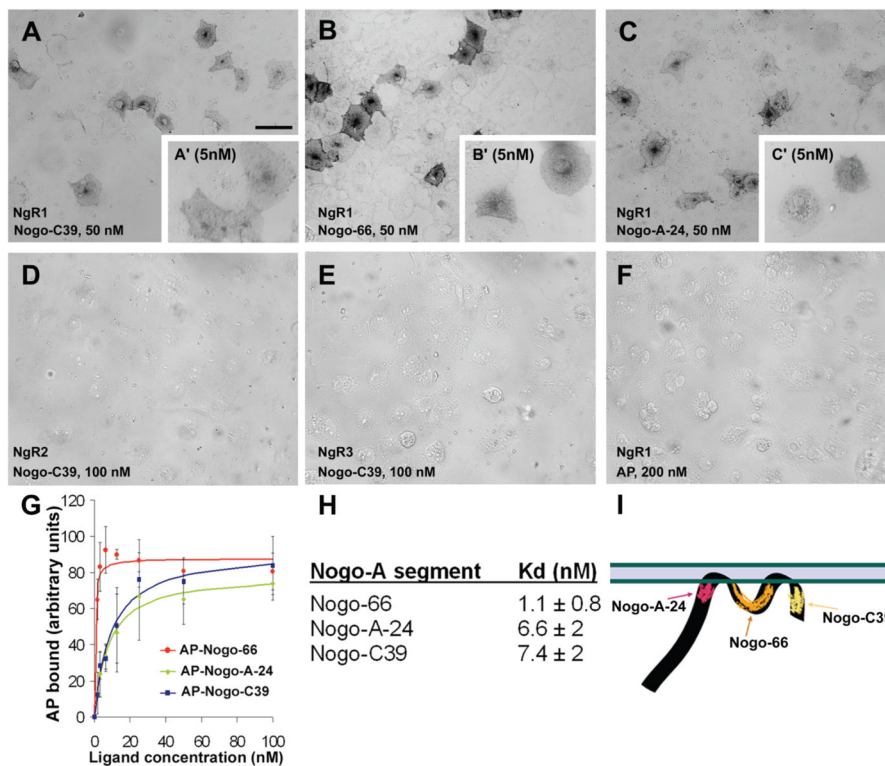 A
A' (5nM)
NgR1
Nogo-C39, 50 nM
B
B' (5nM)
NgR1
Nogo-66, 50 nM
C
C' (5nM)
NgR1
Nogo-A-24, 50 nM
D
NgR2
Nogo-C39, 100 nM
E
NgR3
Nogo-C39, 100 nM
F
NgR1
AP, 200 nM
G
AP bound (arbitrary units)
120
100
80
60
40
20
0
AP-Nogo-66
AP-Nogo-A-24
AP-Nogo-C39
0 20 40 60 80 100
Ligand concentration (nM)
H
Nogo-A segment Kd (nM)
Nogo-66 1.1 ± 0.8
Nogo-A-24 6.6 ± 2
Nogo-C39 7.4 ± 2
I
Nogo-A-24
Nogo-66
Nogo-C39